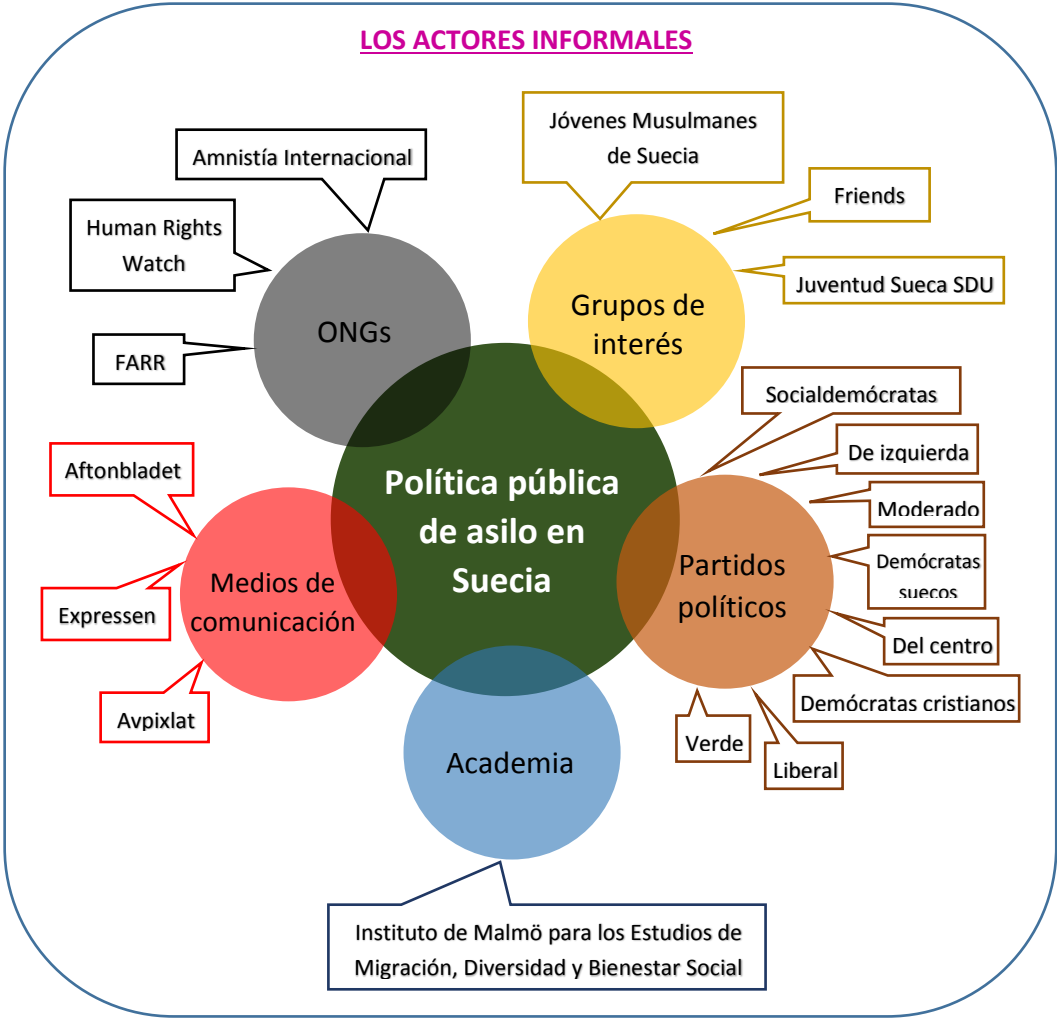 LOS ACTORES INFORMALES
Amnistía Internacional
Human Rights
Watch
FARR
ONGs
Jóvenes Musulmanes
de Suecia
Friends
Juventud Sueca SDU
Grupos de
interés
Política pública
de asilo en
Suecia
Aftonbladet
Expressen
Avpixlat
Medios de
comunicación
Socialdemócratas
De izquierda
Moderado
Demócratas
suecos
Del centro
Demócratas cristianos
Liberal
Verde
Partidos
políticos
Academia
Instituto de Malmö para los Estudios de
Migración, Diversidad y Bienestar Social